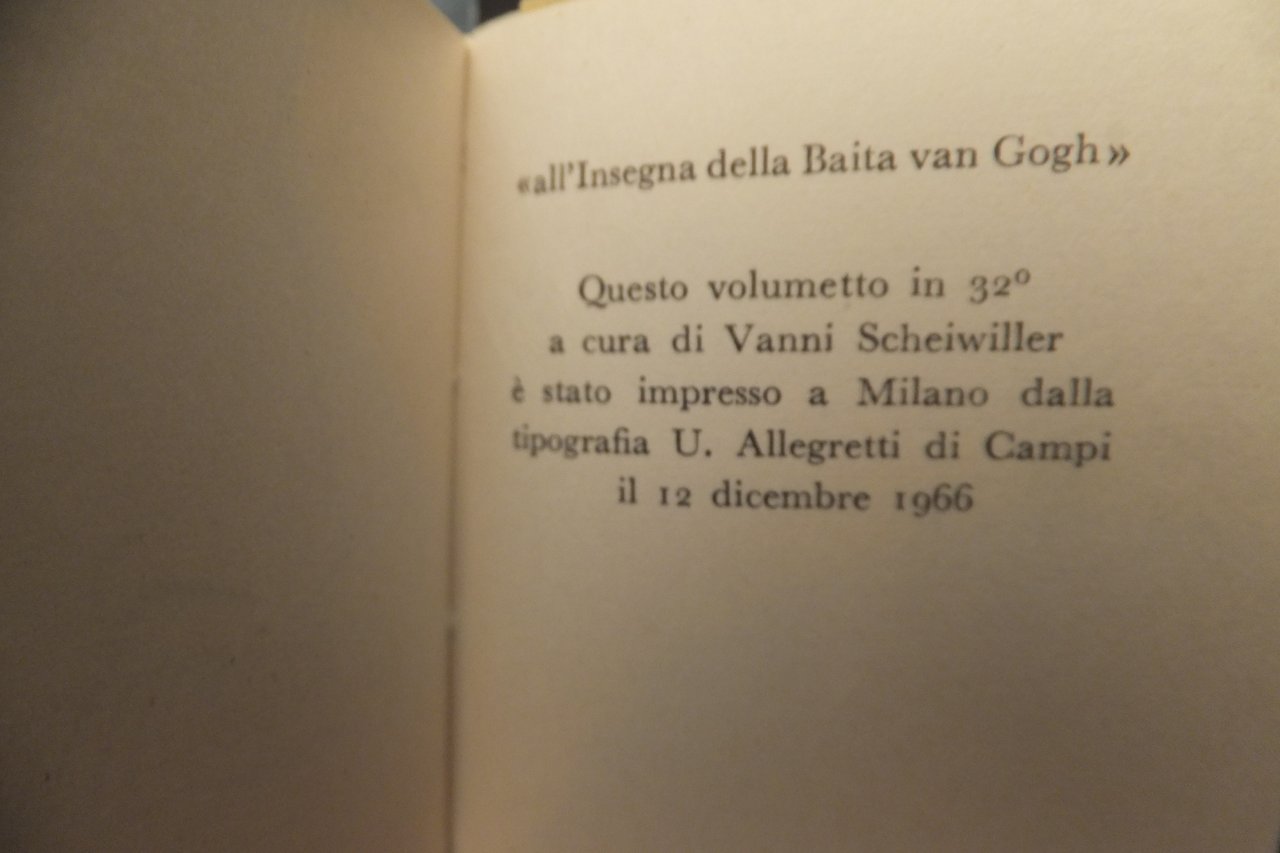 «all'Insegna della Baita van Gogh»
Questo volumetto in 32º
a cura di Vanni Scheiwiller
è stato impresso a Milano dalla
tipografia U. Allegretti di Campi
il 12 dicembre 1966